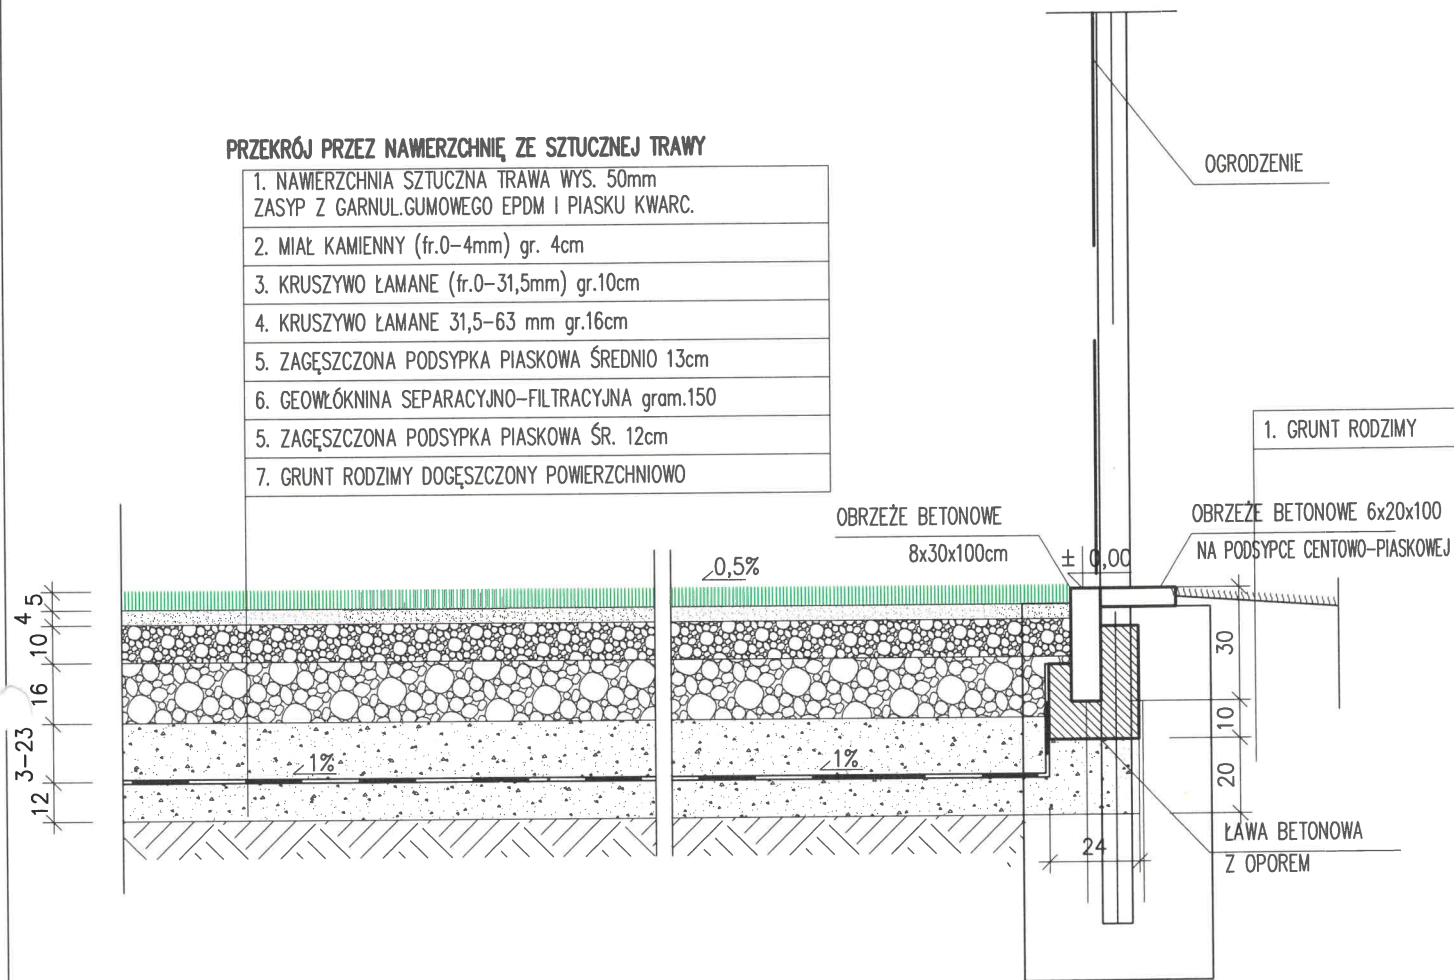 PRZEKRÓJ PRZEZ NAWIERZCHNIĘ ZE SZTUCZNEJ TRAWY
1. NAWIERZCHNIA SZTUCZNA TRAWA WYS. 50mm
ZASYP Z GARNUL.GUMOWEGO EPDM I PIASKU KWARC.
2. MIAŁ KAMIENNY (fr.0-4mm) gr. 4cm
3. KRUSZYWO ŁAMANE (fr.0-31,5mm) gr.10cm
4. KRUSZYWO ŁAMANE 31,5-63 mm gr.16cm
5. ZAGĘSZCZONA PODSYPKA PIASKOWA ŚREDNIO 13cm
6. GEOWŁÓKNINA SEPARACYJNO-FILTRACYJNA gram.150
5. ZAGĘSZCZONA PODSYPKA PIASKOWA ŚR. 12cm
7. GRUNT RODZIMY DOGĘSZCZONY POWIERZCHNIOWO
OGRODZENIE
1. GRUNT RODZIMY
OBRZEŻE BETONOWE
8x30x100cm
OBRZEŻE BETONOWE 6x20x100
NA PODSYPCE CENTOWO-PIASKOWEJ
± 0,00
0,5%
1%
1%
5
4
10
16
3-23
12
30
10
20
24
ŁAWA BETONOWA
Z OPOREM